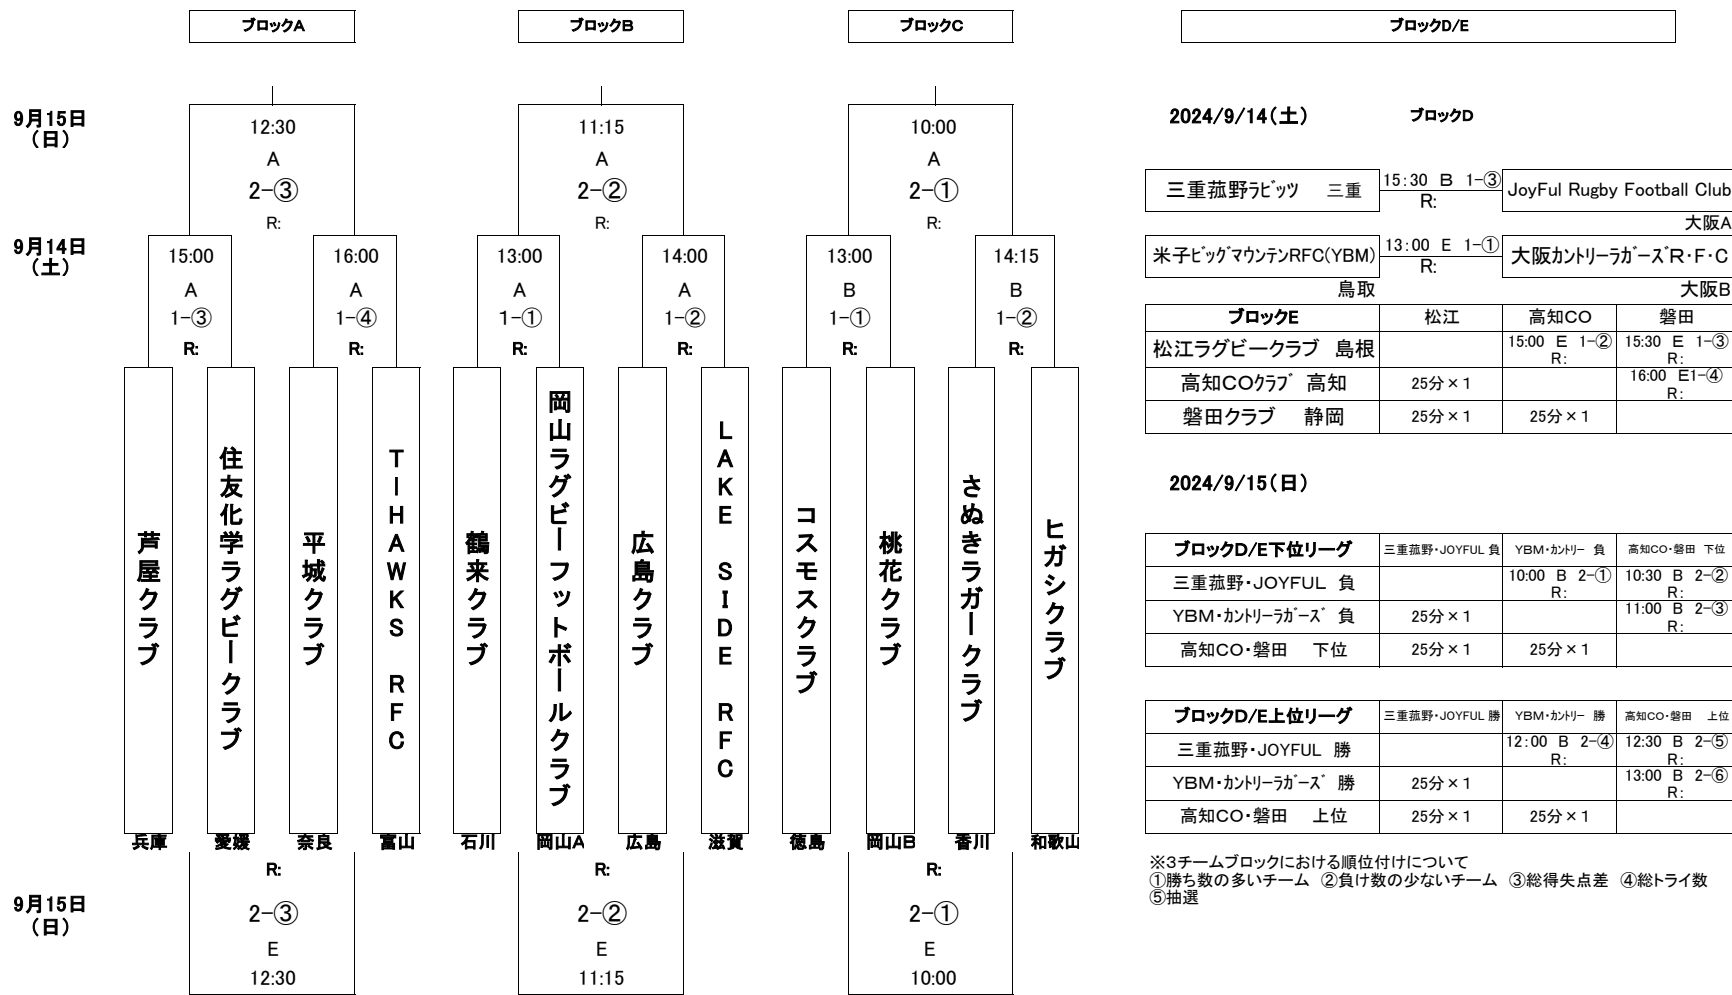 ブロックA
ブロックB
ブロックC
ブロックD/E
9月15日
（日）
12:30
A
2-③
R:
11:15
A
2-②
R:
10:00
A
2-①
R:
9月14日
（土）
15:00
A
1-③
R:
16:00
A
1-④
R:
13:00
A
1-①
R:
14:00
A
1-②
R:
13:00
B
1-①
R:
14:15
B
1-②
R:
芦屋クラブ
住友化学ラグビークラブ
平城クラブ
TIHAWKS RFC
鶴来クラブ
岡山ラグビーフットボールクラブ
広島クラブ
LAKE SIDE RFC
コスモスクラブ
桃花クラブ
さぬきラガークラブ
ヒガシクラブ
兵庫
愛媛
奈良
富山
石川
岡山A
広島
滋賀
徳島
岡山B
香川
和歌山
9月15日
（日）
R:
2-③
E
12:30
R:
2-②
E
11:15
R:
2-①
E
10:00
2024/9/14（土） ブロックD
三重菰野ラビッツ 三重 15:30 B 1-③ JoyFul Rugby Football Club
R:
大阪A
米子ビッグマウンテンRFC(YBM) 13:00 E 1-① 大阪カントリーラガーズR・F・C
R:
鳥取 大阪B
ブロックE 松江 高知CO 磐田
松江ラグビークラブ 島根 15:00 E 1-② 15:30 E 1-③
R: R:
高知COクラブ 高知 25分×1 16:00 E1-④
R:
磐田クラブ 静岡 25分×1 25分×1
2024/9/15（日）
ブロックD/E下位リーグ 三重菰野・JOYFUL 負 YBM・カントリー 負 高知CO・磐田 下位
三重菰野・JOYFUL 負 10:00 B 2-① 10:30 B 2-②
R: R:
YBM・カントリーラガーズ 負 25分×1 11:00 B 2-③
R:
高知CO・磐田 下位 25分×1 25分×1
ブロックD/E上位リーグ 三重菰野・JOYFUL 勝 YBM・カントリー 勝 高知CO・磐田 上位
三重菰野・JOYFUL 勝 12:00 B 2-④ 12:30 B 2-⑤
R: R:
YBM・カントリーラガーズ 勝 25分×1 13:00 B 2-⑥
R:
高知CO・磐田 上位 25分×1 25分×1
※3チームブロックにおける順位付けについて
①勝ち数の多いチーム ②負け数の少ないチーム ③総得失点差 ④総トライ数
⑤抽選